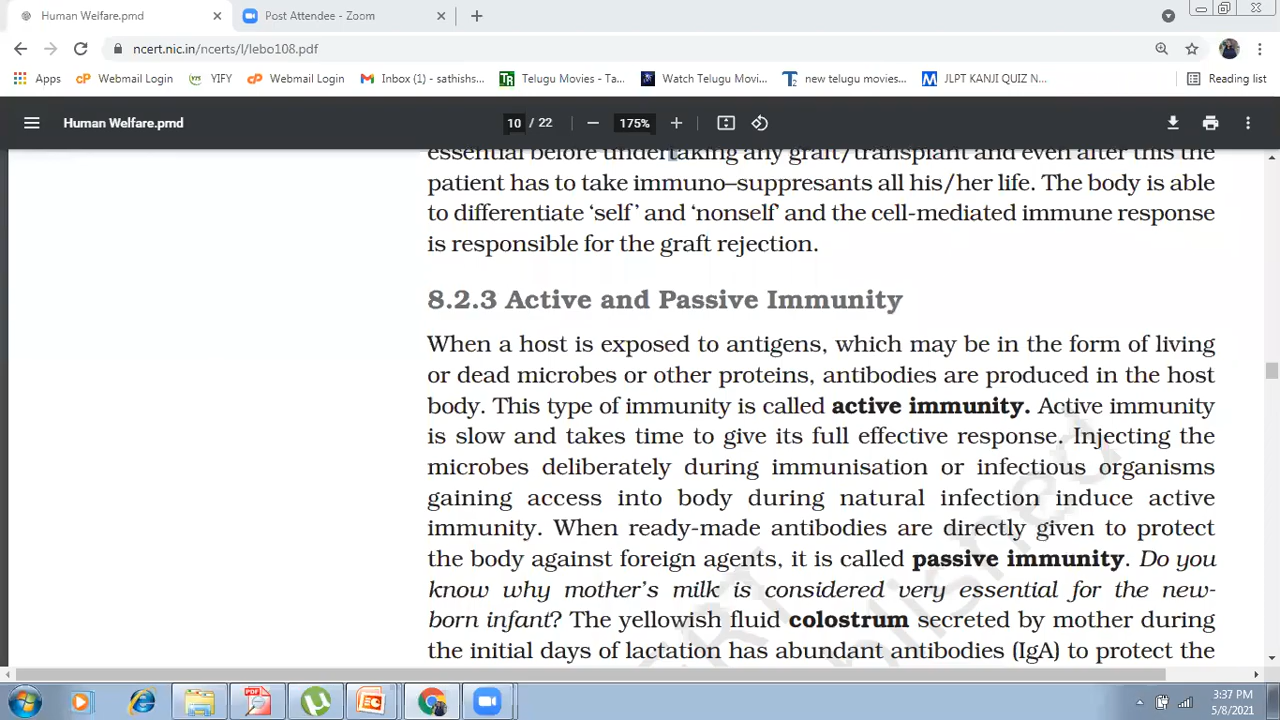 Human Welfare.pmd
Post Attendee - Zoom
ncert.nic.in/ncerts/l/lebo108.pdf
Apps
Webmail Login
YIFY
Webmail Login
Inbox (1) - sathishs...
Telugu Movies - Ta...
Watch Telugu Movi...
new telugu movies...
JLPT KANJI QUIZ N...
Reading list
Human Welfare.pmd
10 / 22
175%
essential before undertaking any graft/transplant and even after this the
patient has to take immuno–suppresants all his/her life. The body is able
to differentiate ‘self’ and ‘nonself’ and the cell-mediated immune response
is responsible for the graft rejection.
8.2.3 Active and Passive Immunity
When a host is exposed to antigens, which may be in the form of living
or dead microbes or other proteins, antibodies are produced in the host
body. This type of immunity is called active immunity. Active immunity
is slow and takes time to give its full effective response. Injecting the
microbes deliberately during immunisation or infectious organisms
gaining access into body during natural infection induce active
immunity. When ready-made antibodies are directly given to protect
the body against foreign agents, it is called passive immunity. Do you
know why mother’s milk is considered very essential for the new-
born infant? The yellowish fluid colostrum secreted by mother during
the initial days of lactation has abundant antibodies (IgA) to protect the
3:37 PM
5/8/2021